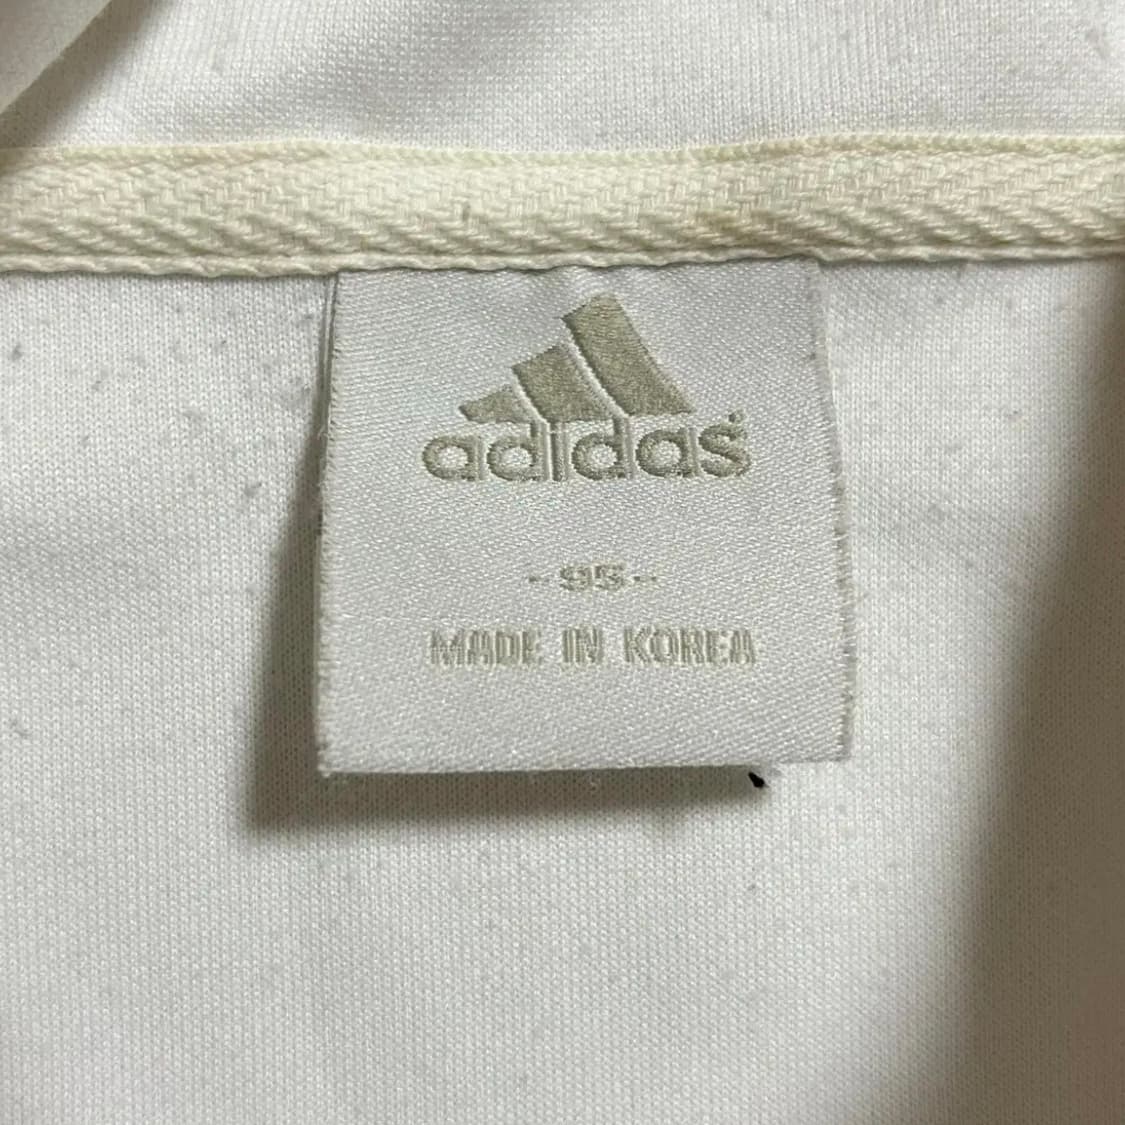 adidas
- 95 -
MADE IN KOREA